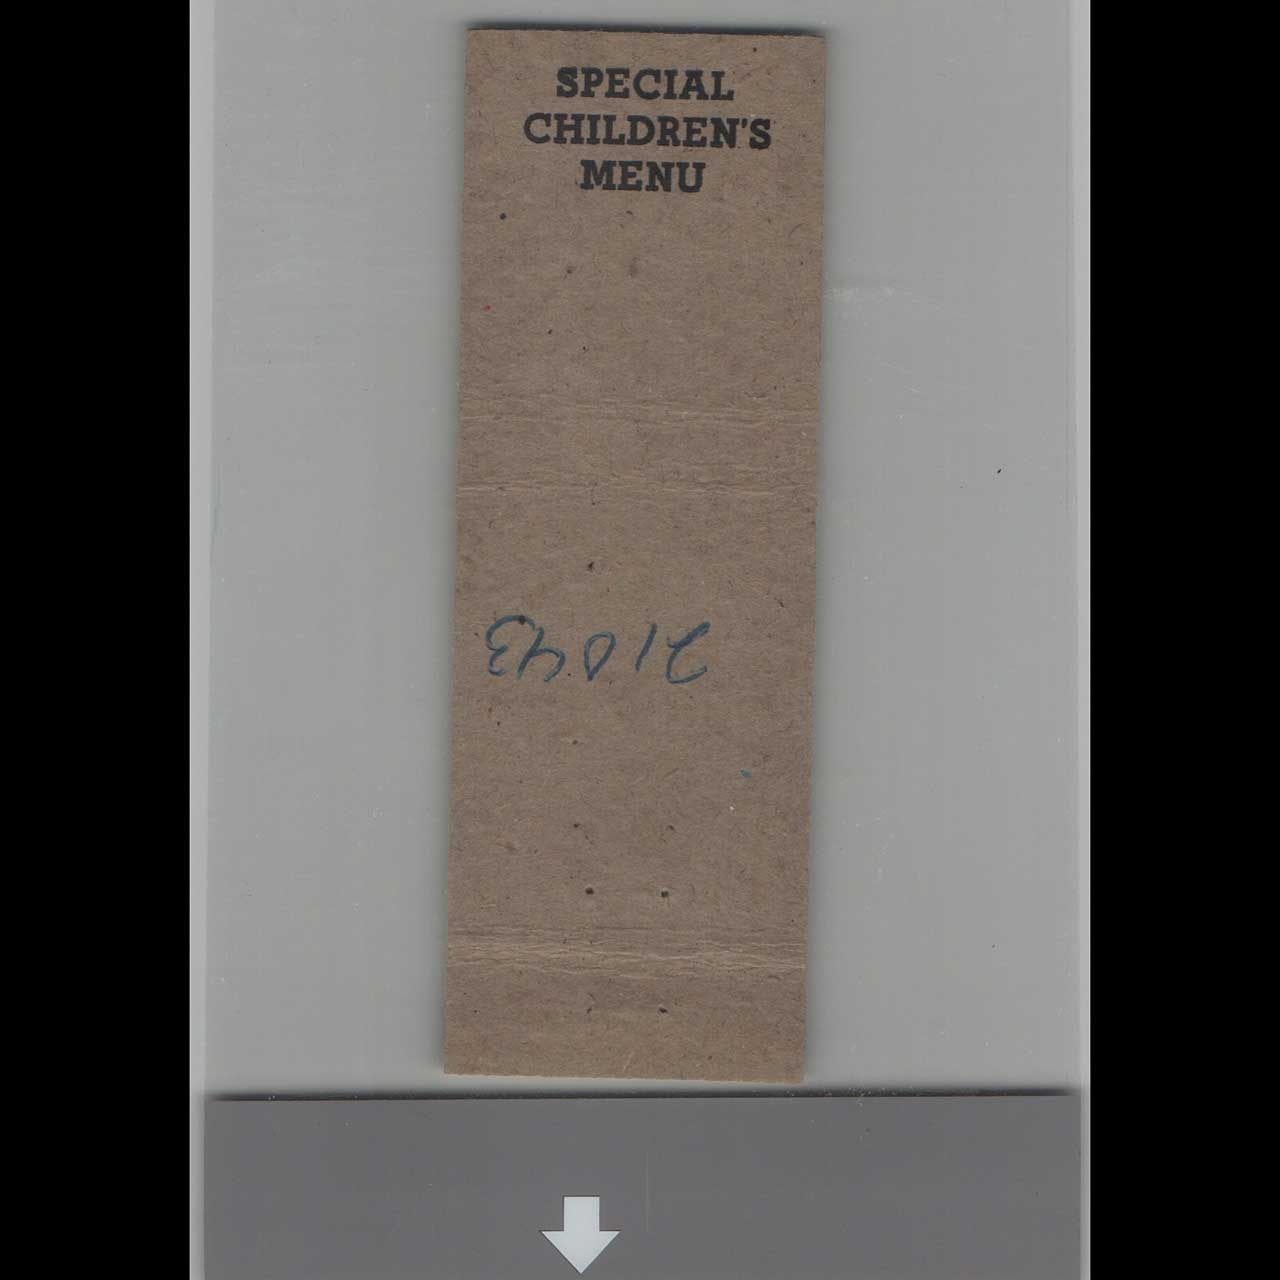 SPECIAL
CHILDREN'S
MENU
21043